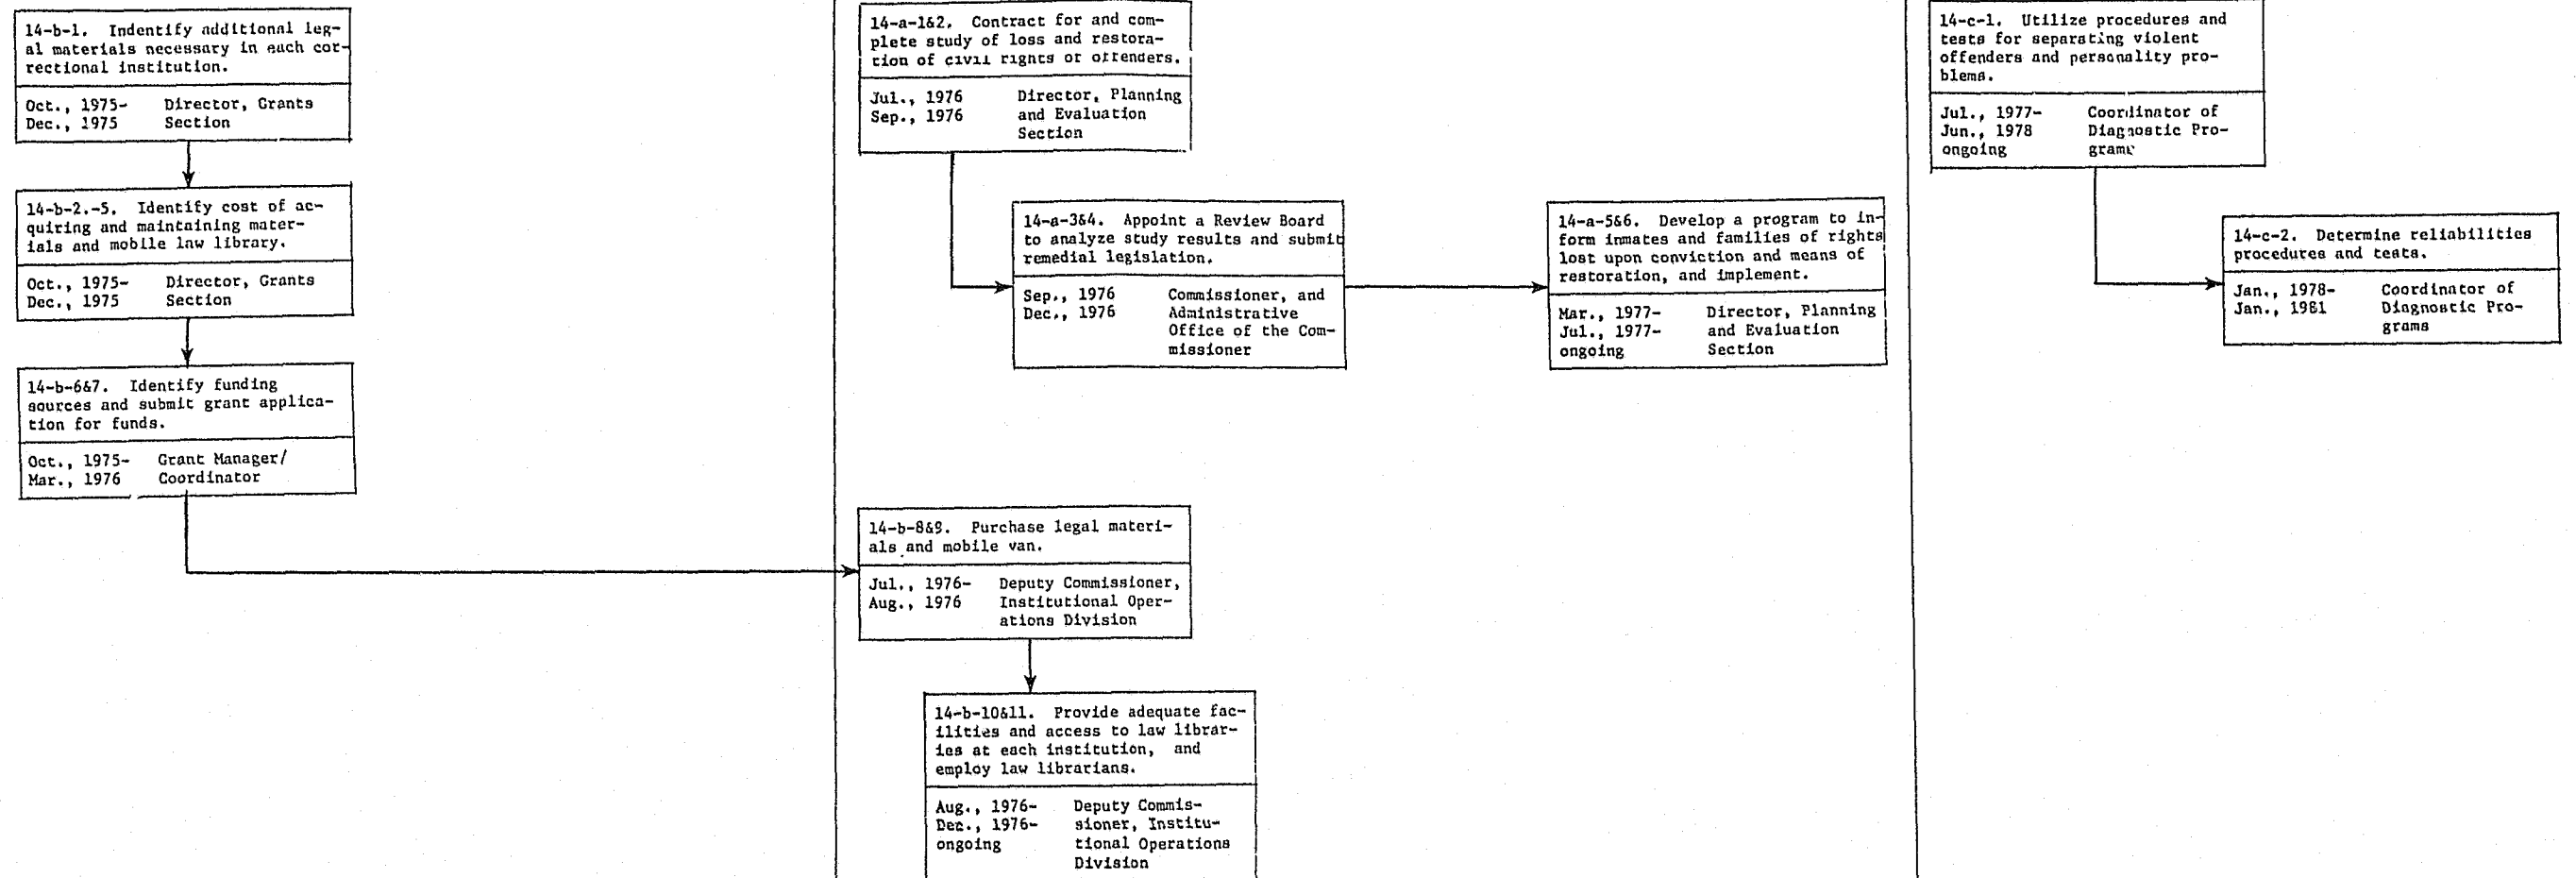 14-b-1. Indentify additional leg-
al materials necessary in each cor-
rectional institution.
Oct., 1975- Director, Grants
Dec., 1975 Section
14-b-2.-5. Identify cost of ac-
quiring and maintaining mater-
ials and mobile law library.
Oct., 1975- Director, Grants
Dec., 1975 Section
14-b-6&7. Identify funding
sources and submit grant applica-
tion for funds.
Oct., 1975- Grant Manager/
Mar., 1976 Coordinator
14-a-1&2. Contract for and com-
plete study of loss and restora-
tion of civil rights of offenders.
Jul., 1976 Director, Planning
Sep., 1976 and Evaluation
Section
14-a-3&4. Appoint a Review Board
to analyze study results and submit
remedial legislation.
Sep., 1976 Commissioner, and
Dec., 1976 Administrative
Office of the Com-
missioner
14-a-5&6. Develop a program to in-
form inmates and families of rights
lost upon conviction and means of
restoration, and implement.
Mar., 1977- Director, Planning
Jul., 1977- and Evaluation
ongoing Section
14-b-8&9. Purchase legal materi-
als and mobile van.
Jul., 1976- Deputy Commissioner,
Aug., 1976 Institutional Oper-
ations Division
14-b-10&11. Provide adequate fac-
ilities and access to law librar-
ies at each institution, and
employ law librarians.
Aug., 1976- Deputy Commis-
Dec., 1976- sioner, Institu-
ongoing tional Operations
Division
14-c-1. Utilize procedures and
tests for separating violent
offenders and personality pro-
blems.
Jul., 1977- Coordinator of
Jun., 1978 Diagnostic Pro-
ongoing grams
14-c-2. Determine reliabilities
procedures and tests.
Jan., 1978- Coordinator of
Jan., 1981 Diagnostic Pro-
grams